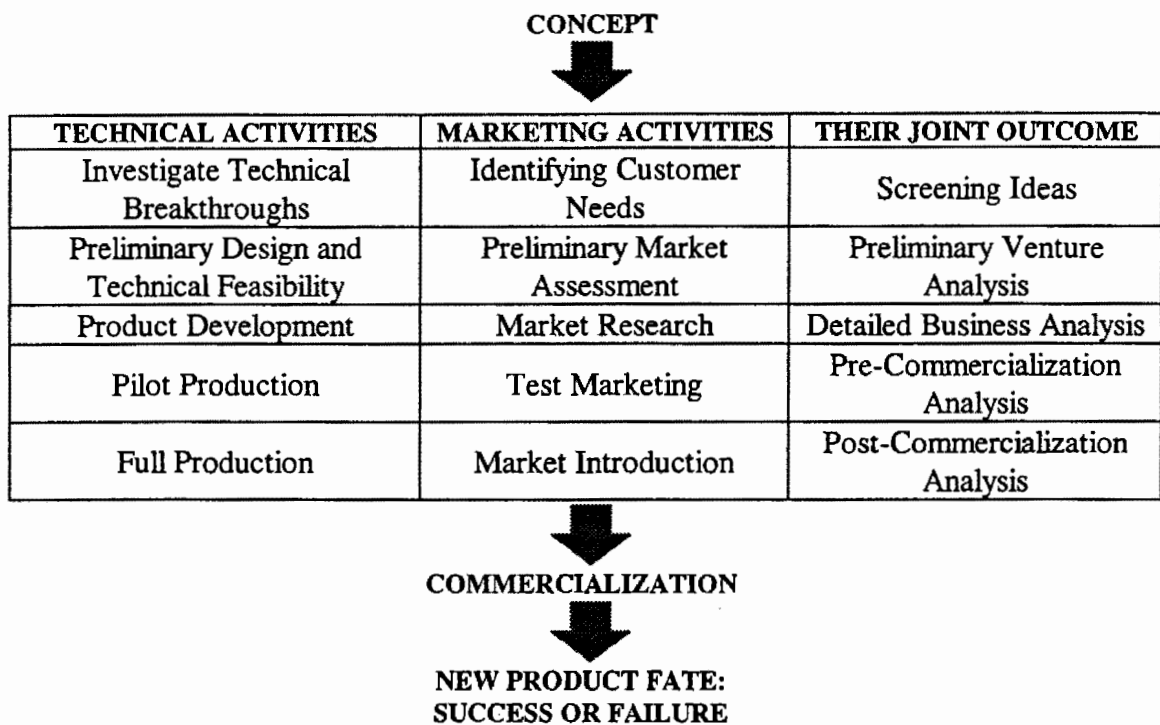 CONCEPT
TECHNICAL ACTIVITIES
MARKETING ACTIVITIES
THEIR JOINT OUTCOME
Investigate Technical
Breakthroughs
Identifying Customer
Needs
Screening Ideas
Preliminary Design and
Technical Feasibility
Preliminary Market
Assessment
Preliminary Venture
Analysis
Product Development
Market Research
Detailed Business Analysis
Pilot Production
Test Marketing
Pre-Commercialization
Analysis
Full Production
Market Introduction
Post-Commercialization
Analysis
COMMERCIALIZATION
NEW PRODUCT FATE:
SUCCESS OR FAILURE